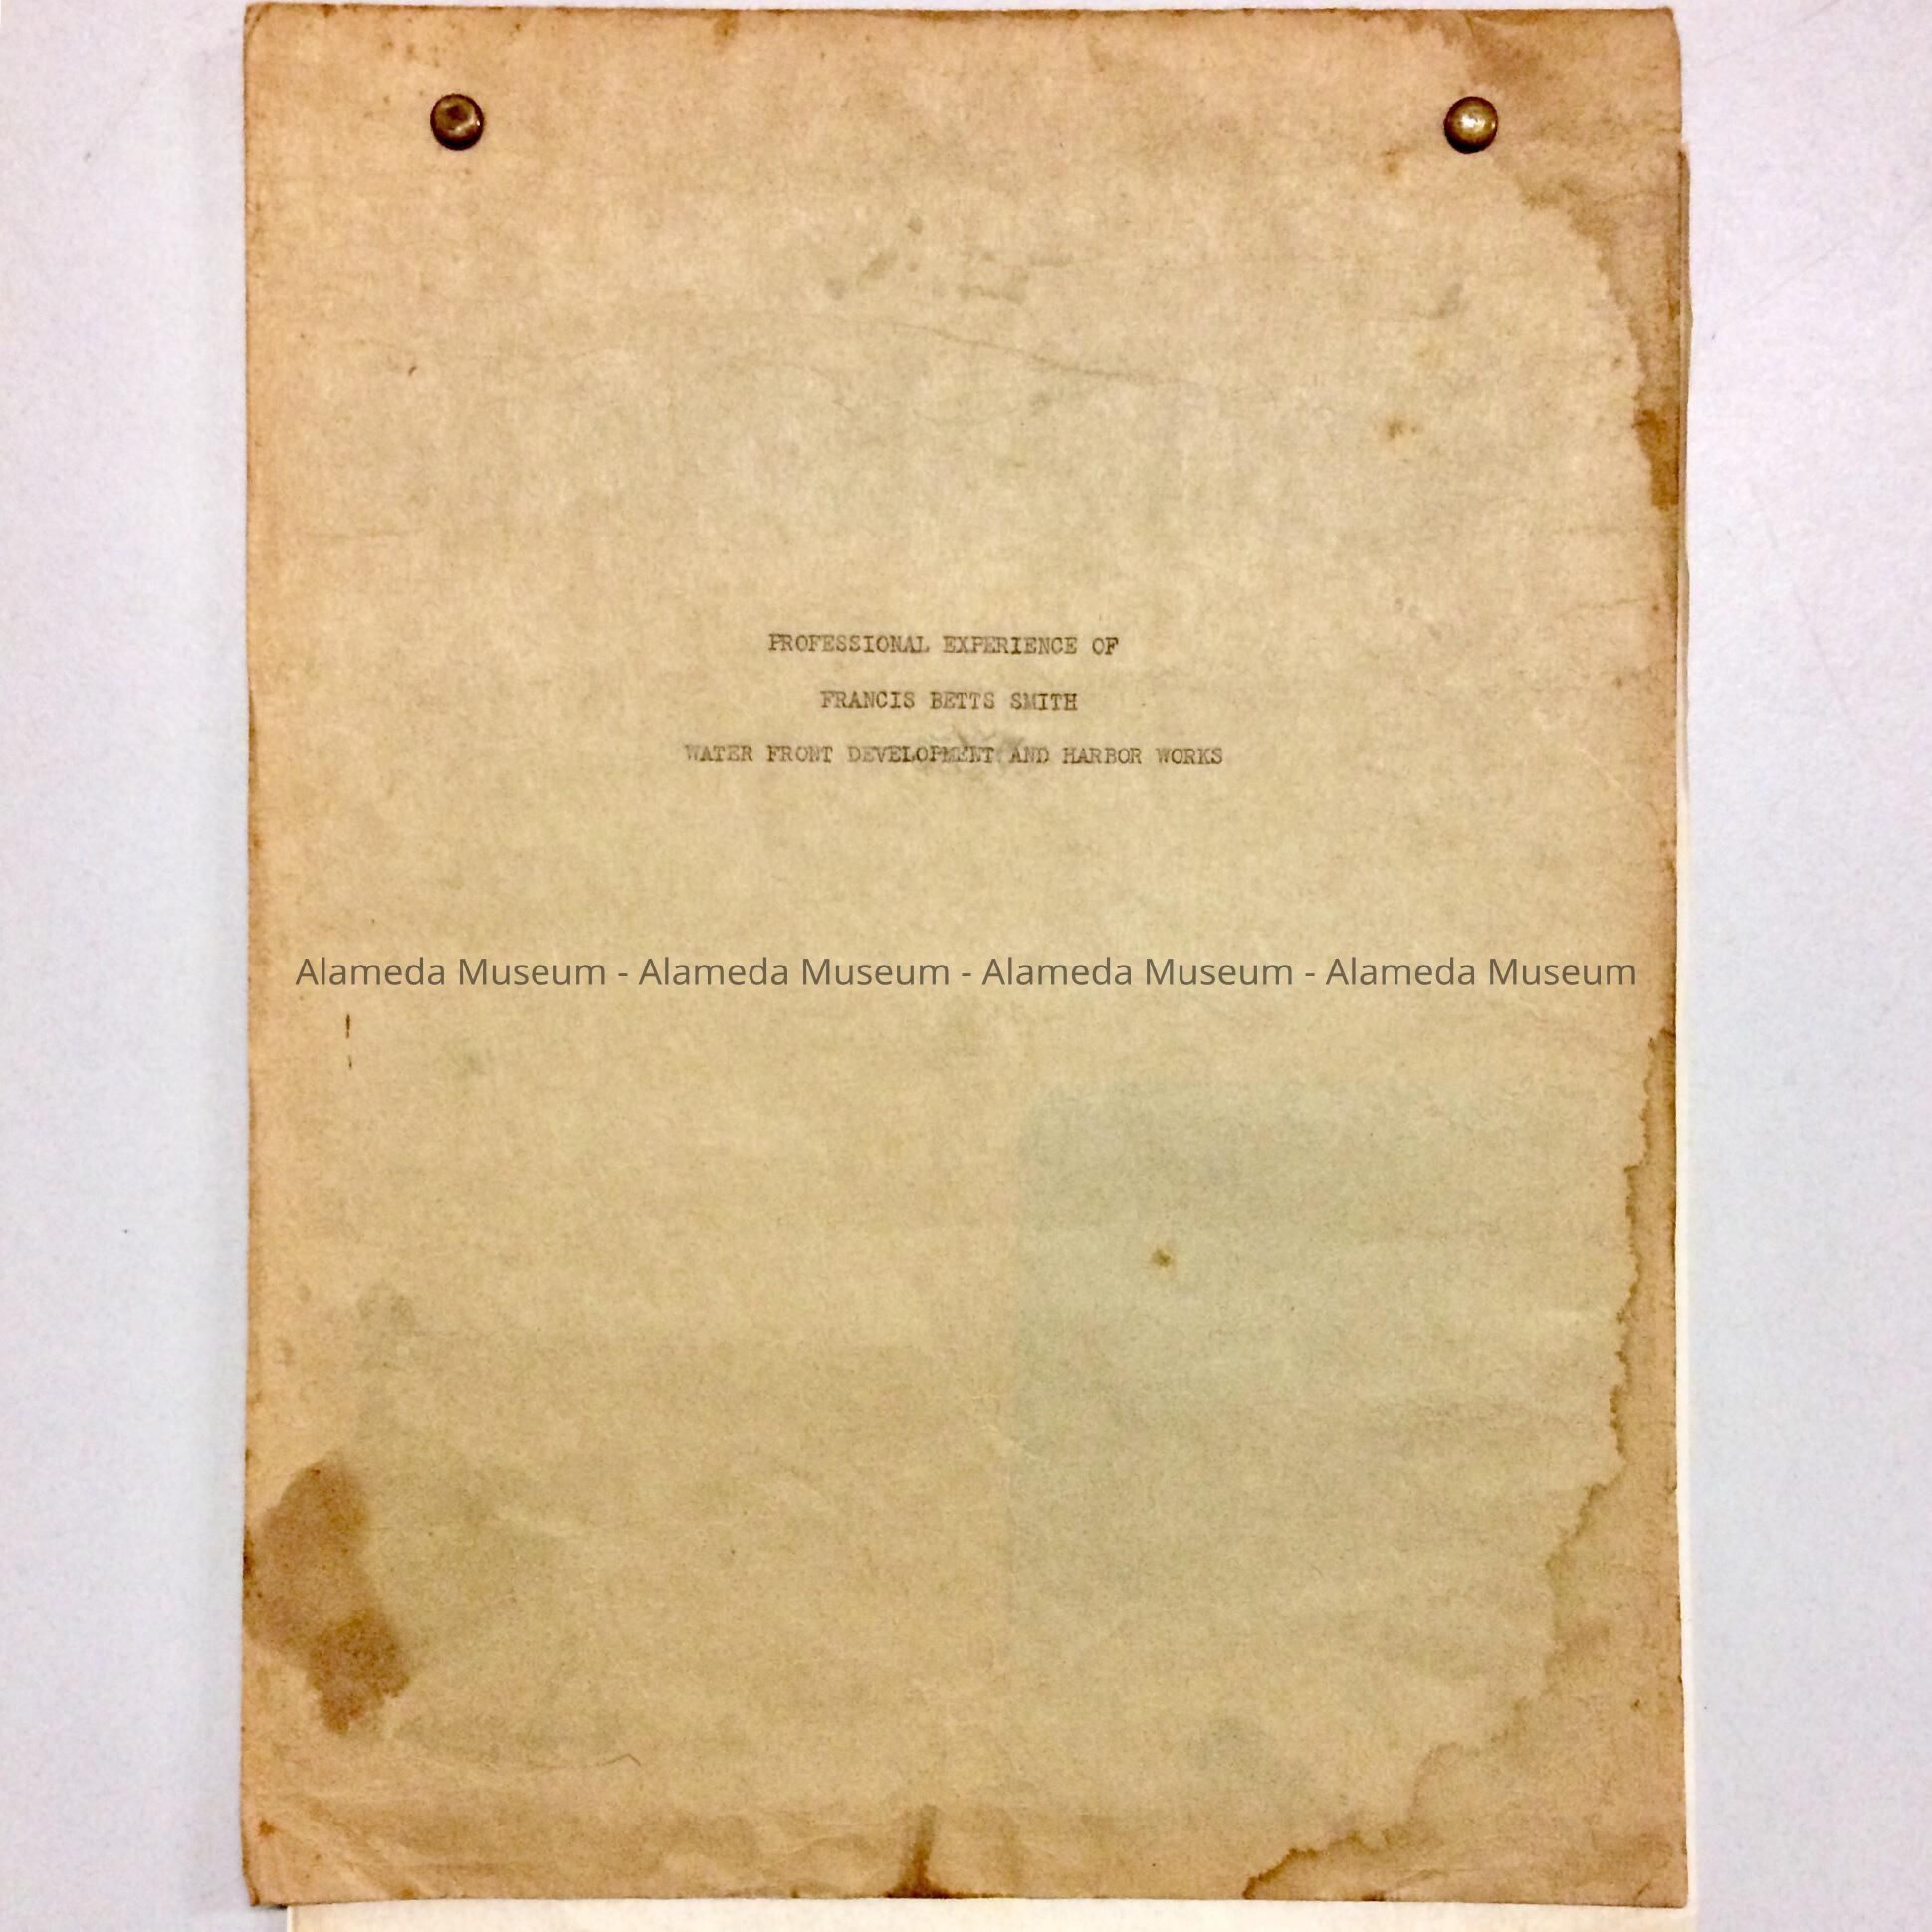 PROFESSIONAL EXPERIENCE OF
FRANCIS BETTS SMITH
WATER FRONT DEVELOPMENT AND HARBOR WORKS
Alameda Museum - Alameda Museum - Alameda Museum - Alameda Museum